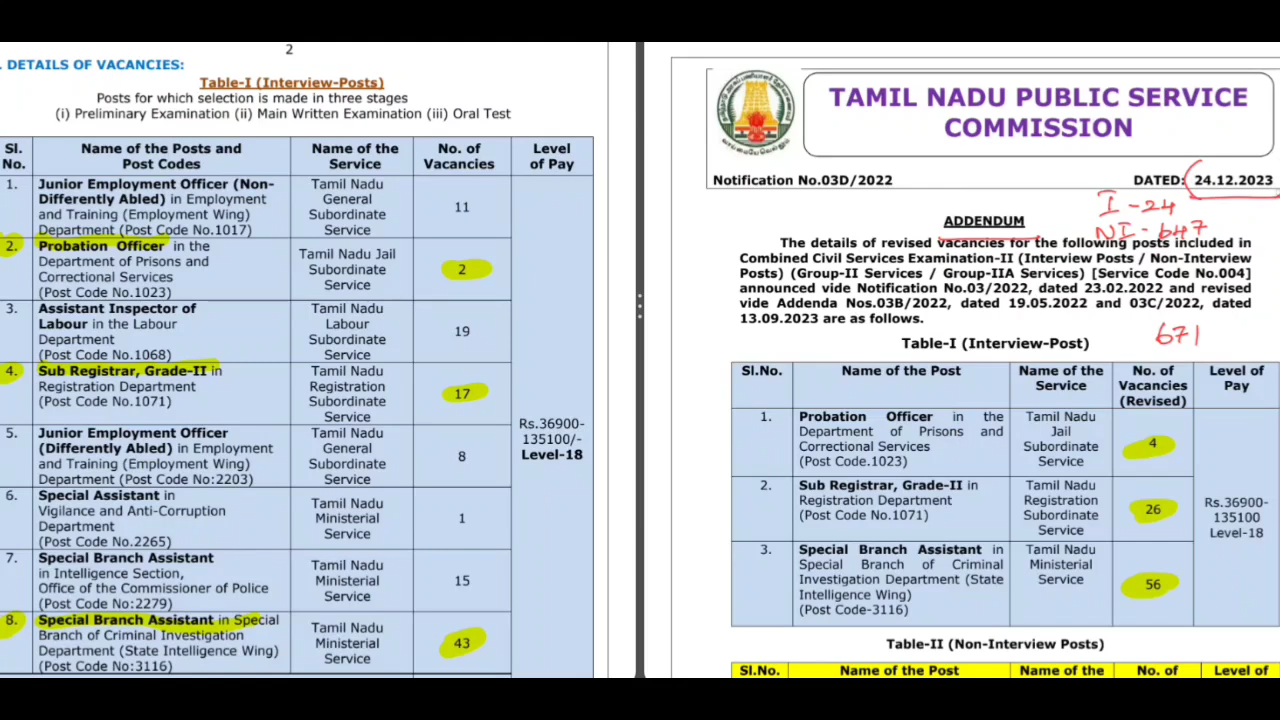 2
. DETAILS OF VACANCIES:
Table-I (Interview-Posts)
Posts for which selection is made in three stages
(i) Preliminary Examination (ii) Main Written Examination (iii) Oral Test
Sl. No. Name of the Posts and Post Codes Name of the Service No. of Vacancies Level of Pay
1. Junior Employment Officer (Non-
Differently Abled) in Employment
and Training (Employment Wing)
Department (Post Code No.1017)
Tamil Nadu
General
Subordinate
Service
11
2. Probation Officer in the
Department of Prisons and
Correctional Services
(Post Code No.1023)
Tamil Nadu Jail
Subordinate
Service
2
3. Assistant Inspector of
Labour in the Labour
Department
(Post Code No.1068)
Tamil Nadu
Labour
Subordinate
Service
19
4. Sub Registrar, Grade-II in
Registration Department
(Post Code No.1071)
Tamil Nadu
Registration
Subordinate
Service
17
5. Junior Employment Officer
(Differently Abled) in Employment
and Training (Employment Wing)
Department (Post Code No:2203)
Tamil Nadu
General
Subordinate
Service
8
6. Special Assistant in
Vigilance and Anti-Corruption
Department
(Post Code No:2265)
Tamil Nadu
Ministerial
Service
1
7. Special Branch Assistant
in Intelligence Section,
Office of the Commissioner of Police
(Post Code No:2279)
Tamil Nadu
Ministerial
Service
15
8. Special Branch Assistant in Special
Branch of Criminal Investigation
Department (State Intelligence Wing)
(Post Code No:3116)
Tamil Nadu
Ministerial
Service
43
Rs.36900-
135100/-
Level-18
TAMIL NADU PUBLIC SERVICE
COMMISSION
Notification No.03D/2022 DATED: 24.12.2023
I - 24
ADDENDUM
NI - 647
The details of revised vacancies for the following posts included in
Combined Civil Services Examination-II (Interview Posts / Non-Interview
Posts) (Group-II Services / Group-IIA Services) [Service Code No.004]
announced vide Notification No.03/2022, dated 23.02.2022 and revised
vide Addenda Nos.03B/2022, dated 19.05.2022 and 03C/2022, dated
13.09.2023 are as follows.
671
Table-I (Interview-Post)
Sl.No. Name of the Post Name of the Service No. of Vacancies (Revised) Level of Pay
1. Probation Officer in the
Department of Prisons and
Correctional Services
(Post Code.1023)
Tamil Nadu
Jail
Subordinate
Service
4
2. Sub Registrar, Grade-II in
Registration Department
(Post Code No.1071)
Tamil Nadu
Registration
Subordinate
Service
26
3. Special Branch Assistant in
Special Branch of Criminal
Investigation Department (State
Intelligence Wing)
(Post Code-3116)
Tamil Nadu
Ministerial
Service
56
Rs.36900-
135100
Level-18
Table-II (Non-Interview Posts)
Sl.No. Name of the Post Name of the No. of Level of